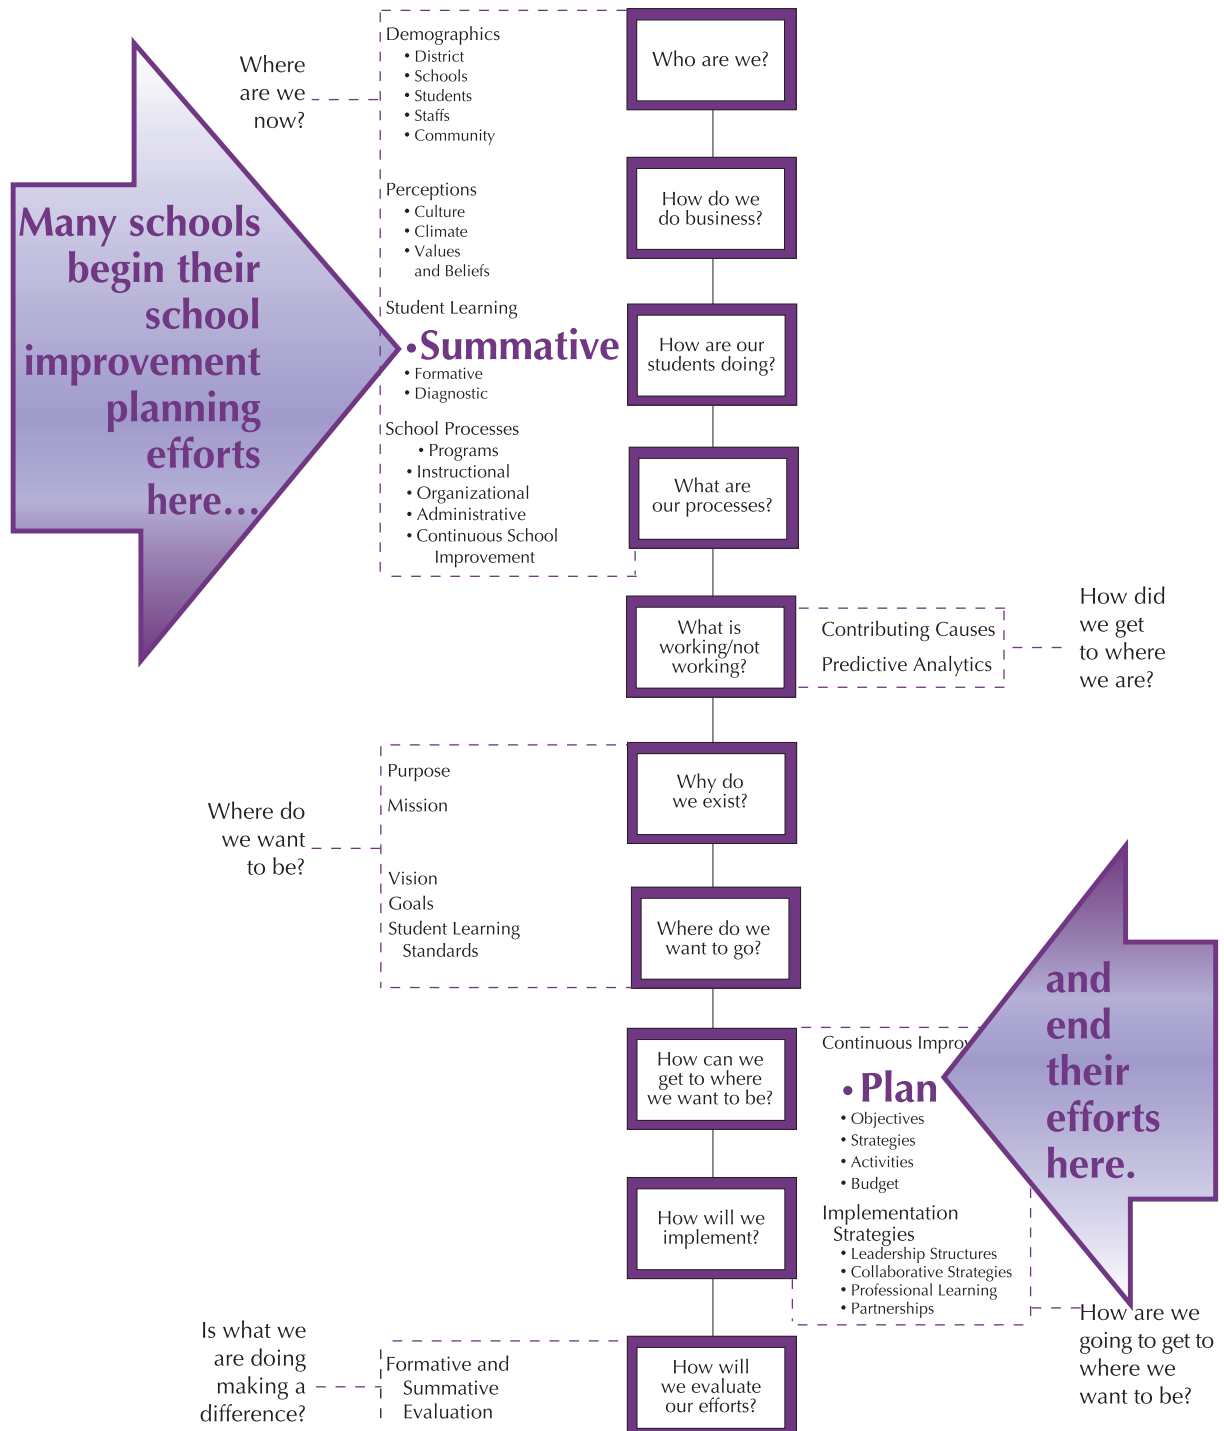 Where
are we
now?
Demographics
• District
• Schools
• Students
• Staffs
• Community
Who are we?
Perceptions
• Culture
• Climate
• Values
and Beliefs
How do we
do business?
Many schools
begin their
school
improvement
planning
efforts
here…
Student Learning
• Summative
• Formative
• Diagnostic
How are our
students doing?
School Processes
• Programs
• Instructional
• Organizational
• Administrative
• Continuous School
Improvement
What are
our processes?
What is
working/not
working?
Contributing Causes
Predictive Analytics
How did
we get
to where
we are?
Where do
we want
to be?
Purpose
Mission
Why do
we exist?
Vision
Goals
Student Learning
Standards
Where do we
want to go?
How can we
get to where
we want to be?
Continuous
• Plan
• Objectives
• Strategies
• Activities
• Budget
and
end
their
efforts
here.
How will we
implement?
Implementation
Strategies
• Leadership Structures
• Collaborative Strategies
• Professional Learning
• Partnerships
How are we
going to get to
where we
want to be?
Is what we
are doing
making a
difference?
Formative and
Summative
Evaluation
How will
we evaluate
our efforts?